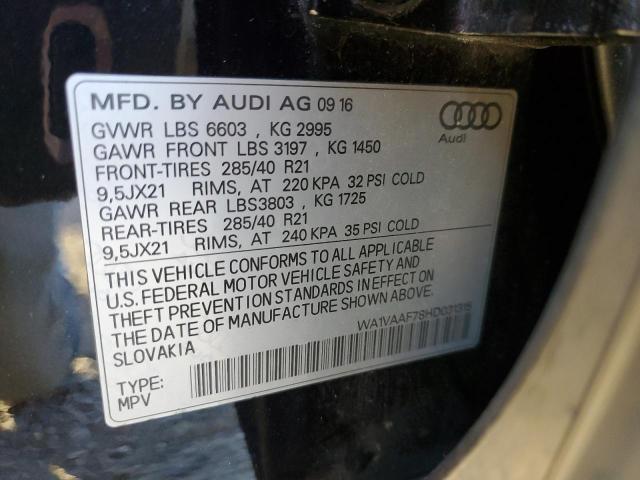 MFD. BY AUDI AG 09 16
GVWR LBS 6603 , KG 2995
GAWR FRONT LBS 3197 , KG 1450
FRONT-TIRES 285/40 R21
9,5JX21 RIMS, AT 220 KPA 32 PSI COLD
GAWR REAR LBS3803 , KG 1725
REAR-TIRES 285/40 R21
9,5JX21 RIMS, AT 240 KPA 35 PSI COLD
THIS VEHICLE CONFORMS TO ALL APPLICABLE
U.S. FEDERAL MOTOR VEHICLE SAFETY AND
THEFT PREVENTION STANDARDS IN EFFECT ON
THE DATE OF MANUFACTURE SHOWN ABOVE.
SLOVAKIA
WA1VAAF78HD031315
TYPE:
MPV
Audi